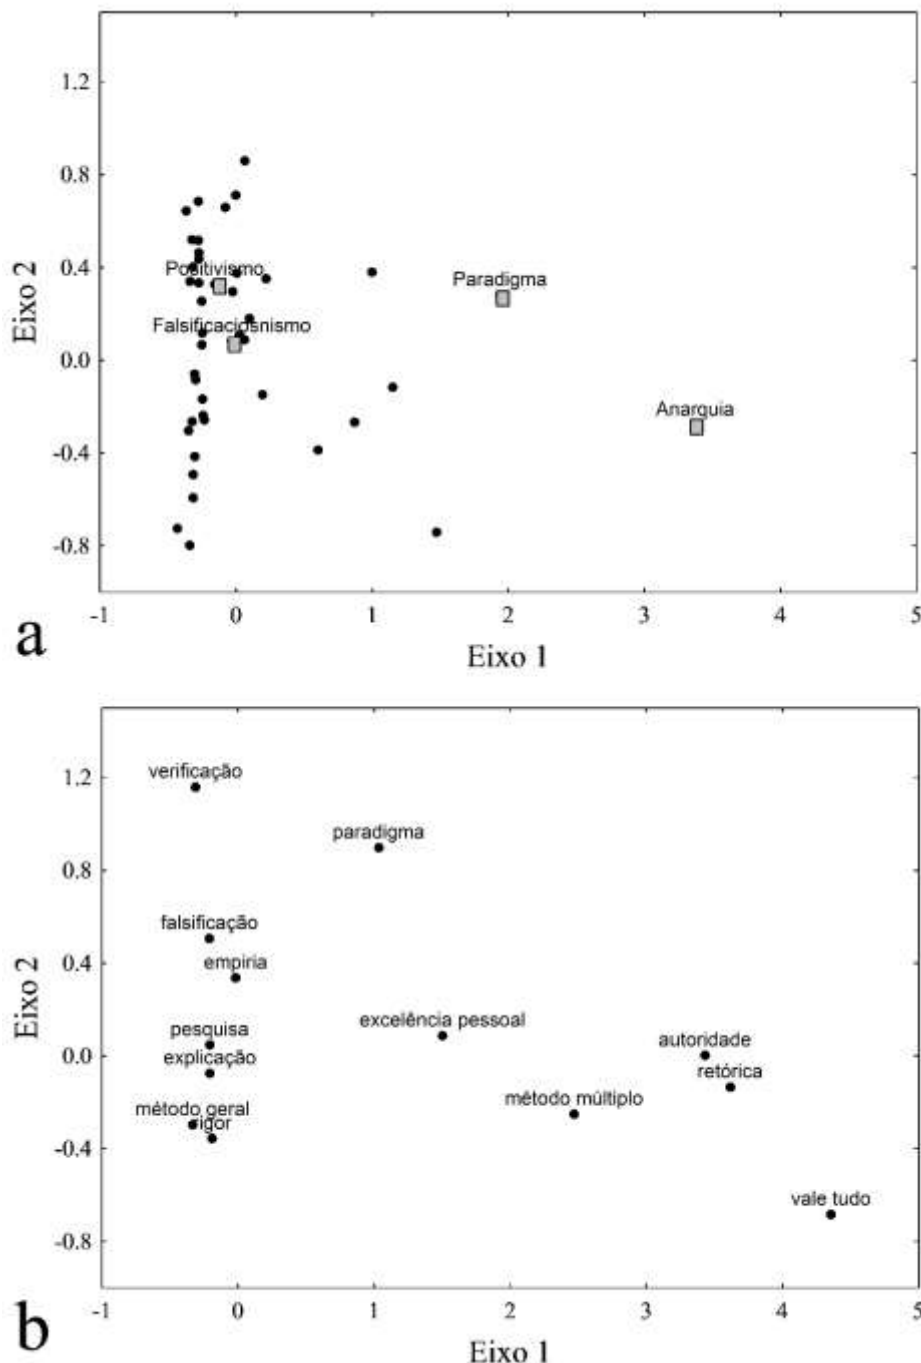 1.2
0.8
0.4
0.0
-0.4
-0.8
Eixo 2
Positivismo
Falsificaciosnismo
Paradigma
Anarquia
-1 0 1 2 3 4 5
Eixo 1
a
1.2
0.8
0.4
0.0
-0.4
-0.8
Eixo 2
verificação
paradigma
falsificação
empiria
pesquisa
explicação
excelência pessoal
autoridade
retórica
método geral
rigor
método múltiplo
vale tudo
-1 0 1 2 3 4 5
Eixo 1
b